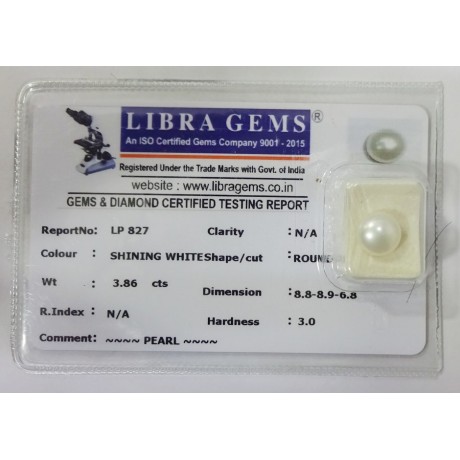 LIBRA GEMS ®
An ISO Certified Gems Company 9001 - 2015
Registered Under the Trade Marks with Govt. of India
website : www.libragems.co.in
GEMS & DIAMOND CERTIFIED TESTING REPORT
ReportNo: LP 827 Clarity : N/A
Colour : SHINING WHITE Shape/cut : ROUND
Wt : 3.86 cts Dimension : 8.8-8.9-6.8
R.Index : N/A Hardness : 3.0
Comment: ~~~~ PEARL ~~~~